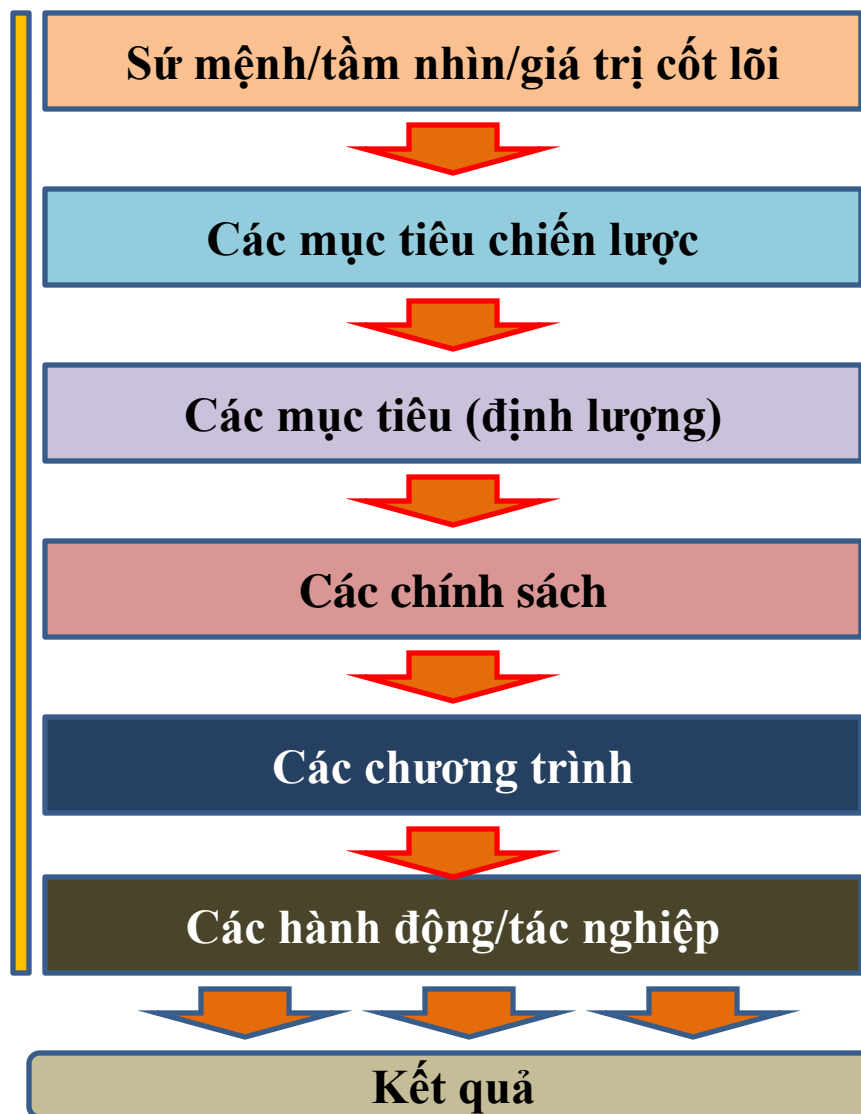 Sứ mệnh/tầm nhìn/giá trị cốt lõi
Các mục tiêu chiến lược
Các mục tiêu (định lượng)
Các chính sách
Các chương trình
Các hành động/tác nghiệp
Kết quả